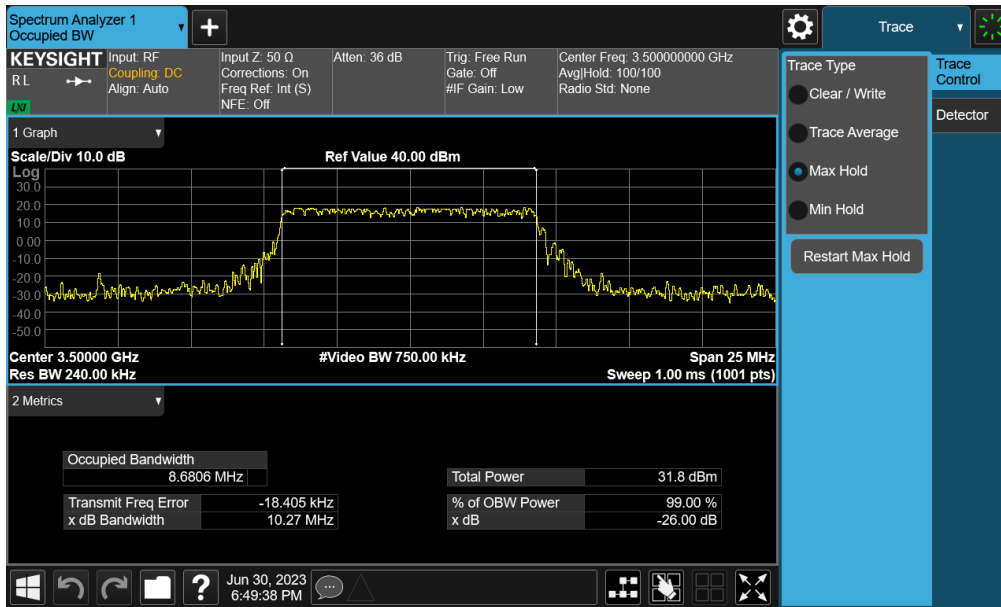 Spectrum Analyzer 1
Occupied BW
+
Trace
KEYSIGHT
R L
LXI
Input: RF
Coupling: DC
Align: Auto
Input Z: 50 Ω
Corrections: On
Freq Ref: Int (S)
NFE: Off
Atten: 36 dB
Trig: Free Run
Gate: Off
#IF Gain: Low
Center Freq: 3.500000000 GHz
Avg|Hold: 100/100
Radio Std: None
Trace Type
Clear / Write
Trace Average
Max Hold
Min Hold
Restart Max Hold
Trace
Control
Detector
1 Graph
Scale/Div 10.0 dB
Ref Value 40.00 dBm
Log
30.0
20.0
10.0
0.00
-10.0
-20.0
-30.0
-40.0
-50.0
Center 3.50000 GHz
#Video BW 750.00 kHz
Span 25 MHz
Res BW 240.00 kHz
Sweep 1.00 ms (1001 pts)
2 Metrics
Occupied Bandwidth
8.6806 MHz
Total Power 31.8 dBm
Transmit Freq Error -18.405 kHz
% of OBW Power 99.00 %
x dB Bandwidth 10.27 MHz
x dB -26.00 dB
?
Jun 30, 2023
6:49:38 PM